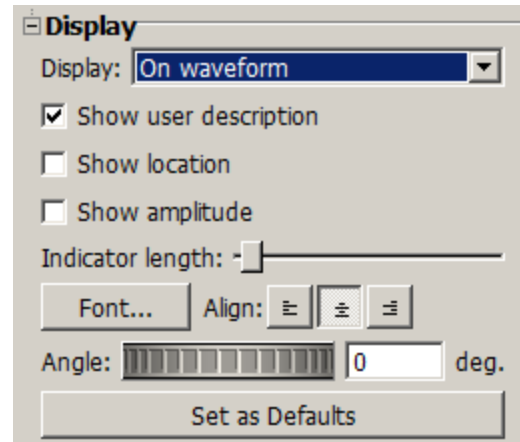 Display
Display: On waveform
Show user description
Show location
Show amplitude
Indicator length:
Font... Align:
Angle: 0 deg.
Set as Defaults